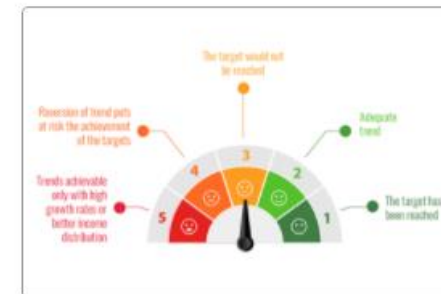 The target would not
be reached
Reversion of trend puts
at risk the achievement
of the targets
Adequate
trend
Trends achievable
only with high
growth rates or
better income
distribution
The target has
been reached
5
4
3
2
1